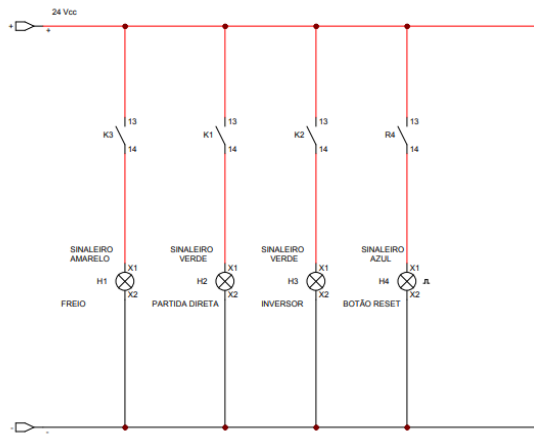 24 Vcc
+
+
13
13
13
13
K3
K1
K2
R4
14
14
14
14
SINALEIRO
AMARELO
SINALEIRO
VERDE
SINALEIRO
VERDE
SINALEIRO
AZUL
X1
X1
X1
X1
H1
H2
H3
H4
X2
X2
X2
X2
FREIO
PARTIDA DIRETA
INVERSOR
BOTÃO RESET
-
-